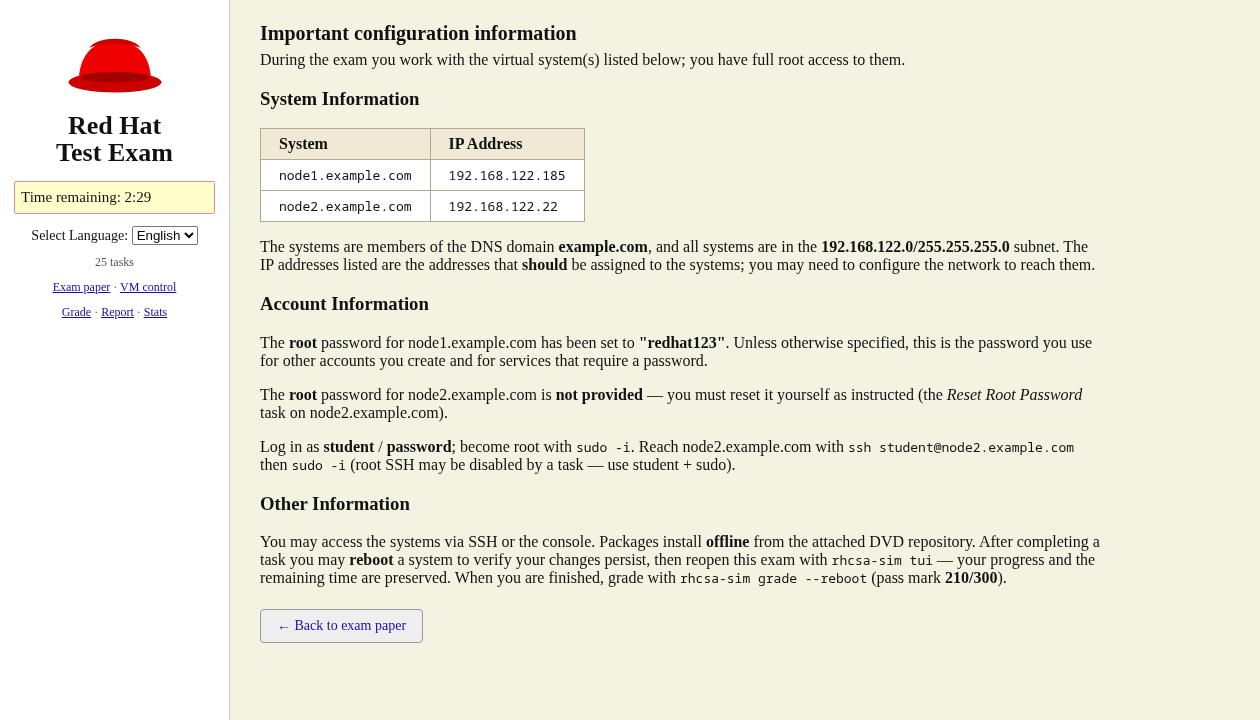 Red Hat
Test Exam
Time remaining: 2:29
Select Language: English
25 tasks
Exam paper · VM control
Grade · Report · Stats
Important configuration information
During the exam you work with the virtual system(s) listed below; you have full root access to them.
System Information
System IP Address
node1.example.com 192.168.122.185
node2.example.com 192.168.122.22
The systems are members of the DNS domain example.com, and all systems are in the 192.168.122.0/255.255.255.0 subnet. The
IP addresses listed are the addresses that should be assigned to the systems; you may need to configure the network to reach them.
Account Information
The root password for node1.example.com has been set to "redhat123". Unless otherwise specified, this is the password you use
for other accounts you create and for services that require a password.
The root password for node2.example.com is not provided — you must reset it yourself as instructed (the Reset Root Password
task on node2.example.com).
Log in as student / password; become root with sudo -i. Reach node2.example.com with ssh student@node2.example.com
then sudo -i (root SSH may be disabled by a task — use student + sudo).
Other Information
You may access the systems via SSH or the console. Packages install offline from the attached DVD repository. After completing a
task you may reboot a system to verify your changes persist, then reopen this exam with rhcsa-sim tui — your progress and the
remaining time are preserved. When you are finished, grade with rhcsa-sim grade --reboot (pass mark 210/300).
← Back to exam paper